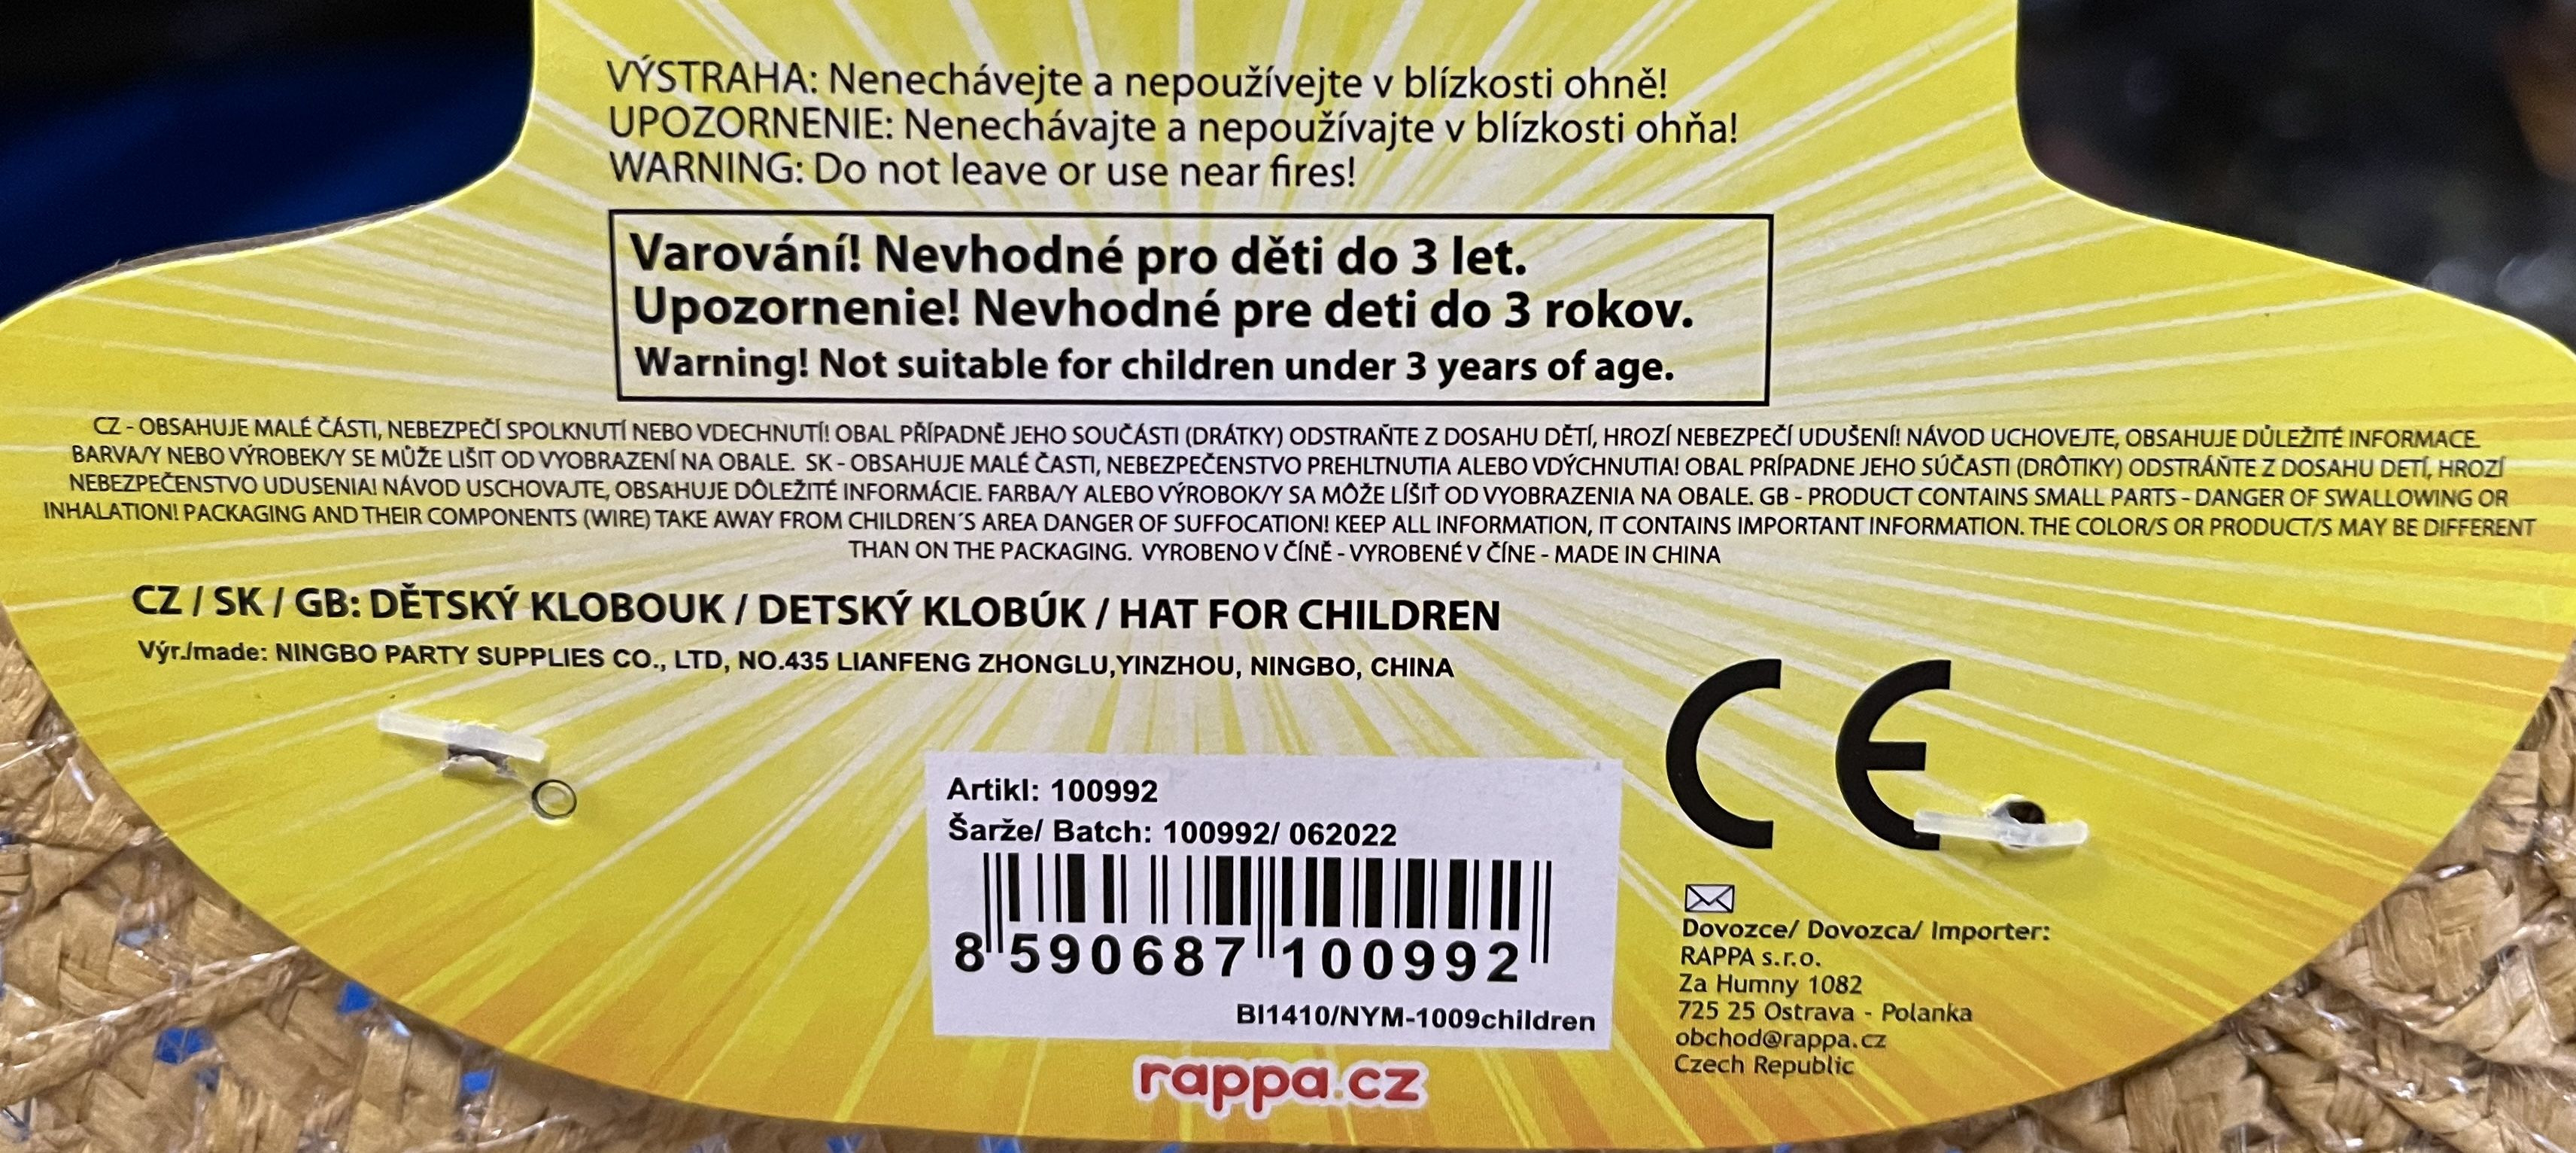 VÝSTRAHA: Nenechávejte a nepoužívejte v blízkosti ohně!
UPOZORNENIE: Nenechávajte a nepoužívajte v blízkosti ohňa!
WARNING: Do not leave or use near fires!
Varování! Nevhodné pro děti do 3 let.
Upozornenie! Nevhodné pre deti do 3 rokov.
Warning! Not suitable for children under 3 years of age.
CZ - OBSAHUJE MALÉ ČÁSTI, NEBEZPEČÍ SPOLKNUTÍ NEBO VDECHNUTÍ! OBAL PŘÍPADNĚ JEHO SOUČÁSTI (DRÁTKY) ODSTRAŇTE Z DOSAHU DĚTÍ, HROZÍ NEBEZPEČÍ UDUŠENÍ! NÁVOD UCHOVEJTE, OBSAHUJE DŮLEŽITÉ INFORMACE.
BARVA/Y NEBO VÝROBEK/Y SE MŮŽE LIŠIT OD VYOBRAZENÍ NA OBALE. SK - OBSAHUJE MALÉ ČASTI, NEBEZPEČENSTVO PREHLTNUTIA ALEBO VDÝCHNUTIA! OBAL PRÍPADNE JEHO SÚČASTI (DRÔTIKY) ODSTRÁŇTE Z DOSAHU DETÍ, HROZÍ
NEBEZPEČENSTVO UDUSENIA! NÁVOD USCHOVAJTE, OBSAHUJE DÔLEŽITÉ INFORMÁCIE. FARBA/Y ALEBO VÝROBOK/Y SA MÔŽE LÍŠIŤ OD VYOBRAZENIA NA OBALE. GB - PRODUCT CONTAINS SMALL PARTS - DANGER OF SWALLOWING OR
INHALATION! PACKAGING AND THEIR COMPONENTS (WIRE) TAKE AWAY FROM CHILDREN´S AREA DANGER OF SUFFOCATION! KEEP ALL INFORMATION, IT CONTAINS IMPORTANT INFORMATION. THE COLOR/S OR PRODUCT/S MAY BE DIFFERENT
THAN ON THE PACKAGING. VYROBENO V ČÍNĚ - VYROBENÉ V ČÍNE - MADE IN CHINA
CZ / SK / GB: DĚTSKÝ KLOBOUK / DETSKÝ KLOBÚK / HAT FOR CHILDREN
Výr./made: NINGBO PARTY SUPPLIES CO., LTD, NO.435 LIANFENG ZHONGLU,YINZHOU, NINGBO, CHINA
CE
Artikl: 100992
Šarže/ Batch: 100992/ 062022
8 590687 100992
BI1410/NYM-1009children
rappa.cz
Dovozce/ Dovozca/ Importer:
RAPPA s.r.o.
Za Humny 1082
725 25 Ostrava - Polanka
obchod@rappa.cz
Czech Republic